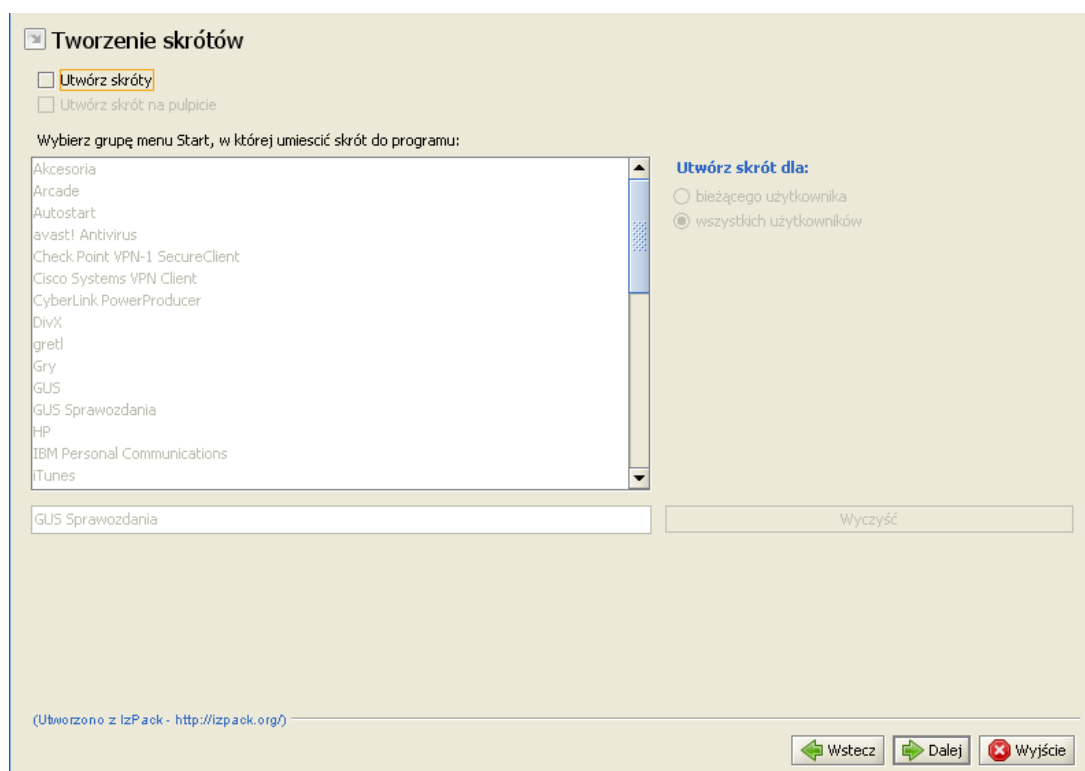 Tworzenie skrótów
Utwórz skróty
Utwórz skrót na pulpicie
Wybierz grupę menu Start, w której umiescić skrót do programu:
Akcesoria
Arcade
Autostart
avast! Antivirus
Check Point VPN-1 SecureClient
Cisco Systems VPN Client
CyberLink PowerProducer
DivX
gretl
Gry
GUS
GUS Sprawozdania
HP
IBM Personal Communications
iTunes
Utwórz skrót dla:
bieżącego użytkownika
wszystkich użytkowników
GUS Sprawozdania
Wyczyść
(Utworzono z IzPack - http://izpack.org/)
Wstecz
Dalej
Wyjście